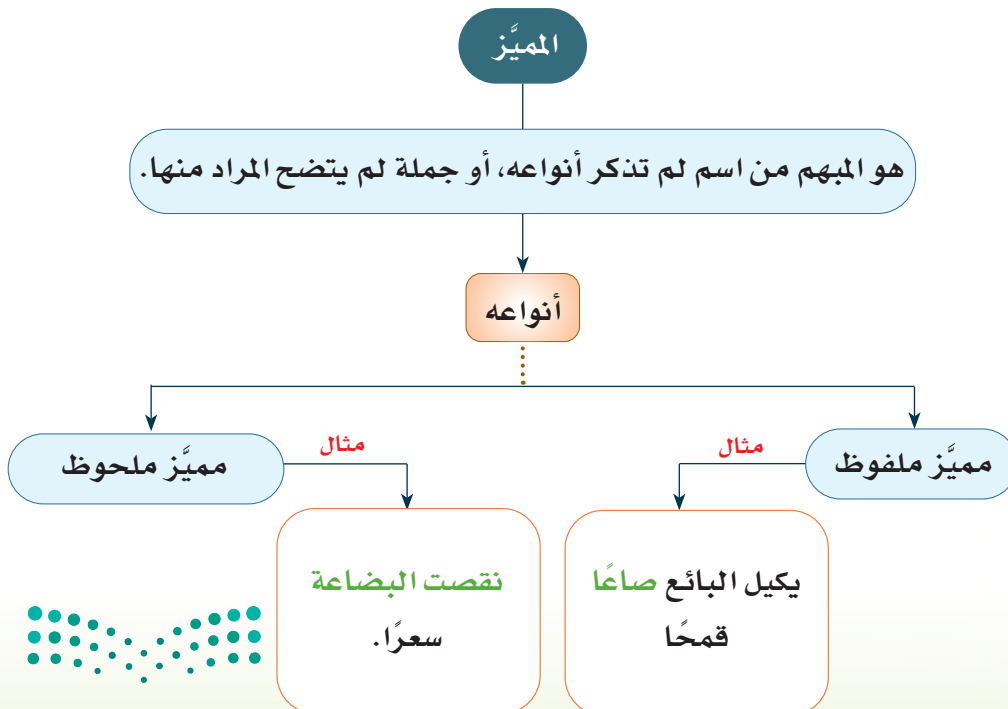 المميَّز
هو المبهم من اسم لم تذكر أنواعه، أو جملة لم يتضح المراد منها.
أنواعه
مميَّز ملفوظ
مثال
يكيل البائع صاعًا
قمحًا
مميَّز ملحوظ
مثال
نقصت البضاعة
سعرًا.